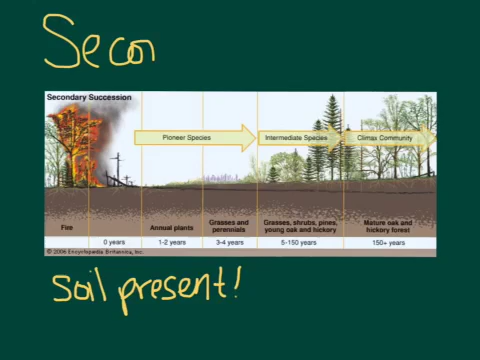 Secon
Secondary Succession
Pioneer Species
Intermediate Species
Climax Community
Fire
Annual plants
Grasses and
perennials
Grasses, shrubs, pines,
young oak and hickory
Mature oak and
hickory forest
0 years
1-2 years
3-4 years
5-150 years
150+ years
© 2006 Encyclopædia Britannica, Inc.
soil present!